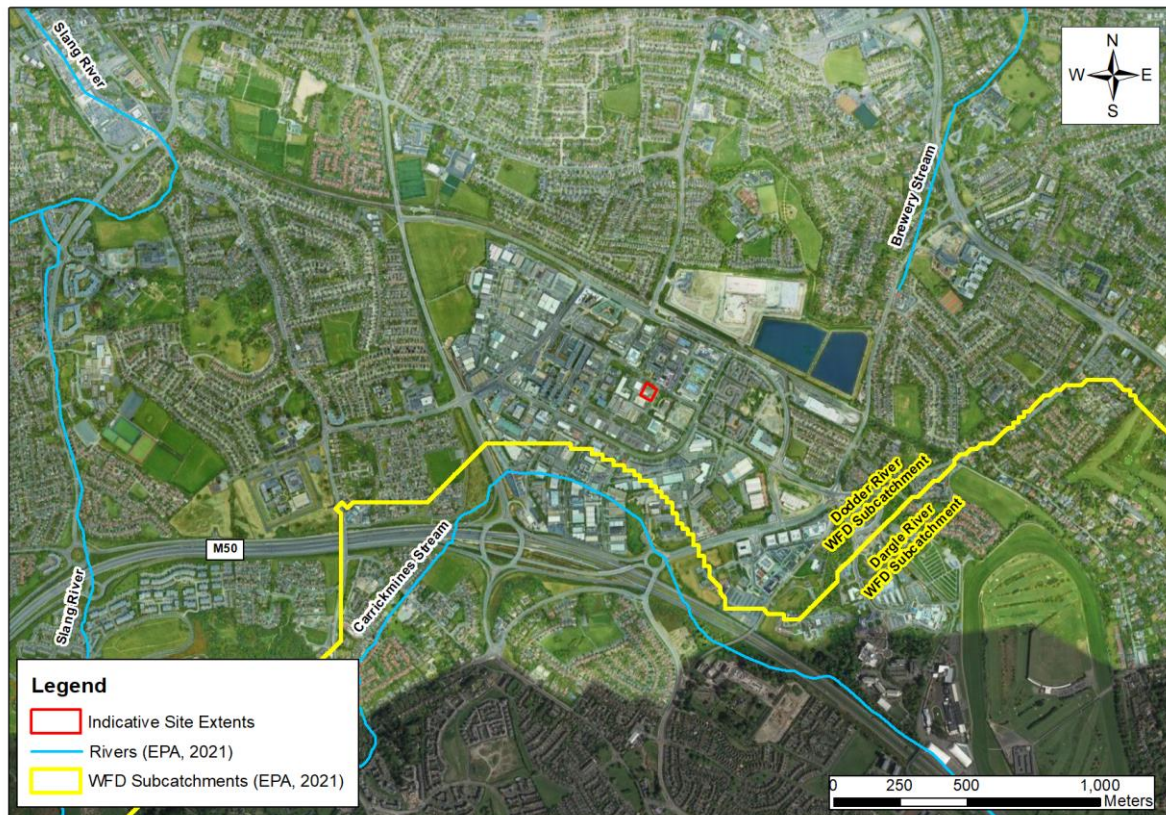 Slang River
N
W E
S
Brewery Stream
Dodder River
WFD Subcatchment
Dargle River
WFD Subcatchment
M50
Carrickmines Stream
Slang River
Legend
Indicative Site Extents
Rivers (EPA, 2021)
WFD Subcatchments (EPA, 2021)
0 250 500 1,000
Meters